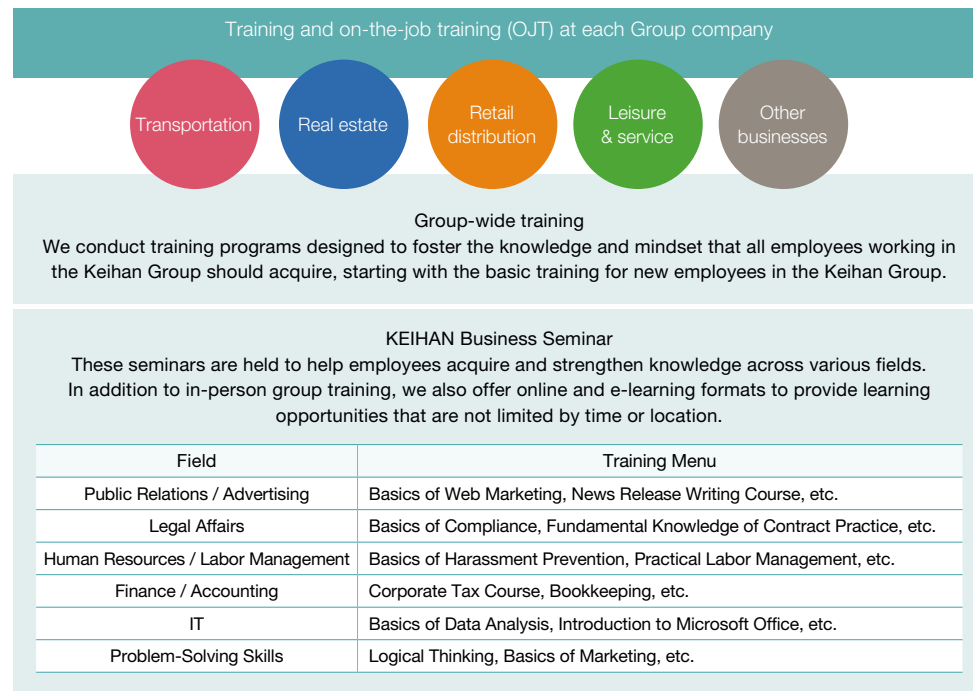 Training and on-the-job training (OJT) at each Group company
Transportation
Real estate
Retail
distribution
Leisure
& service
Other
businesses
Group-wide training
We conduct training programs designed to foster the knowledge and mindset that all employees working in
the Keihan Group should acquire, starting with the basic training for new employees in the Keihan Group.
KEIHAN Business Seminar
These seminars are held to help employees acquire and strengthen knowledge across various fields.
In addition to in-person group training, we also offer online and e-learning formats to provide learning
opportunities that are not limited by time or location.
Field Training Menu
Public Relations / Advertising Basics of Web Marketing, News Release Writing Course, etc.
Legal Affairs Basics of Compliance, Fundamental Knowledge of Contract Practice, etc.
Human Resources / Labor Management Basics of Harassment Prevention, Practical Labor Management, etc.
Finance / Accounting Corporate Tax Course, Bookkeeping, etc.
IT Basics of Data Analysis, Introduction to Microsoft Office, etc.
Problem-Solving Skills Logical Thinking, Basics of Marketing, etc.